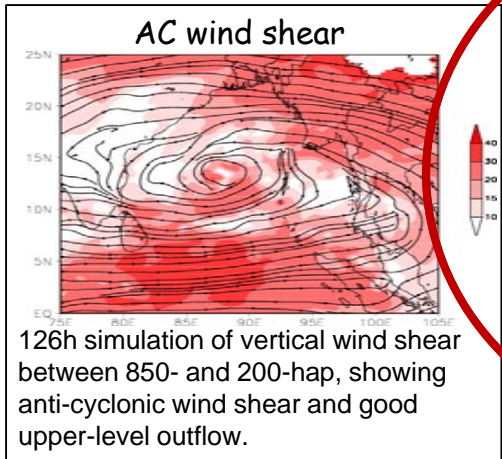 AC wind shear
25N
20N
15N
10N
5N
EQ
75E 80E 85E 90E 95E 100E 105E
40
30
20
15
10
126h simulation of vertical wind shear
between 850- and 200-hap, showing
anti-cyclonic wind shear and good
upper-level outflow.